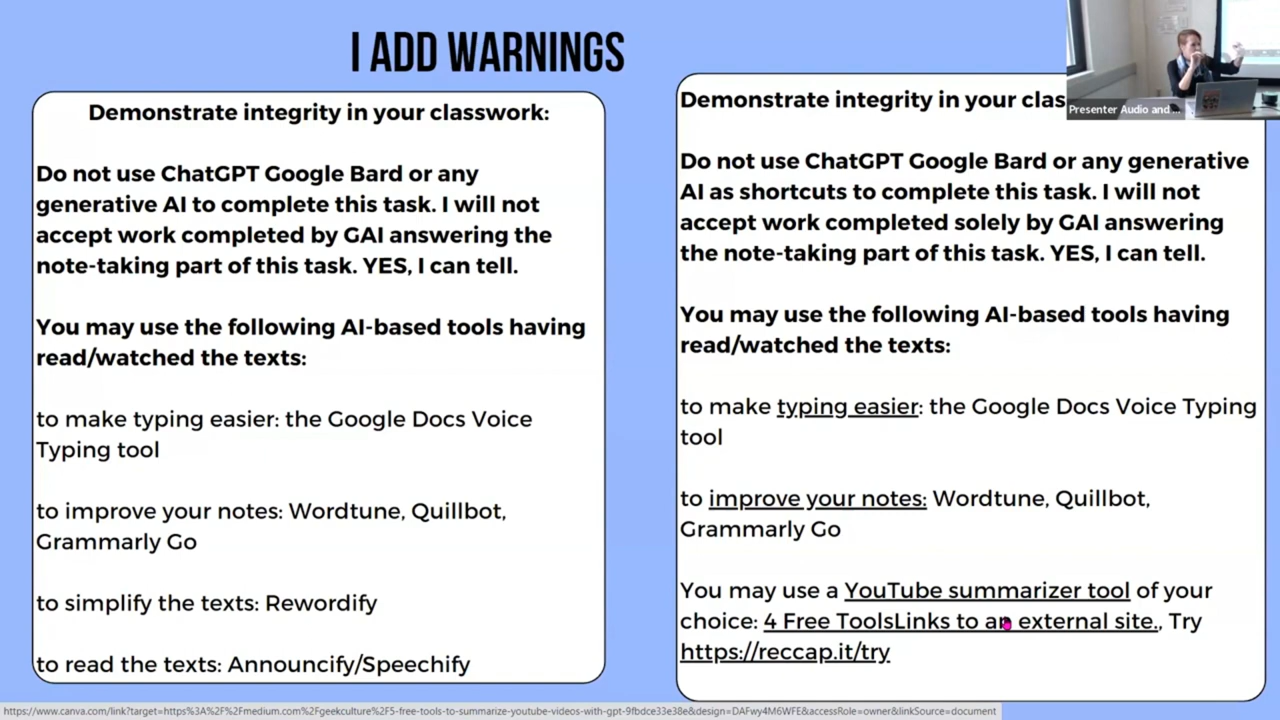 I ADD WARNINGS
Demonstrate integrity in your classwork:
Do not use ChatGPT Google Bard or any
generative AI to complete this task. I will not
accept work completed by GAI answering the
note-taking part of this task. YES, I can tell.
You may use the following AI-based tools having
read/watched the texts:
to make typing easier: the Google Docs Voice
Typing tool
to improve your notes: Wordtune, Quillbot,
Grammarly Go
to simplify the texts: Rewordify
to read the texts: Announcify/Speechify
Demonstrate integrity in your clas
Do not use ChatGPT Google Bard or any generative
AI as shortcuts to complete this task. I will not
accept work completed solely by GAI answering
the note-taking part of this task. YES, I can tell.
You may use the following AI-based tools having
read/watched the texts:
to make typing easier: the Google Docs Voice Typing
tool
to improve your notes: Wordtune, Quillbot,
Grammarly Go
You may use a YouTube summarizer tool of your
choice: 4 Free ToolsLinks to an external site., Try
https://reccap.it/try
Presenter Audio and ...
https://www.canva.com/link?target=https%3A%2F%2Fmedium.com%2Fgeekculture%2F5-free-tools-to-summarize-youtube-videos-with-gpt-9fbdce33e38e&design=DAFwy4M6WFE&accessRole=owner&linkSource=document